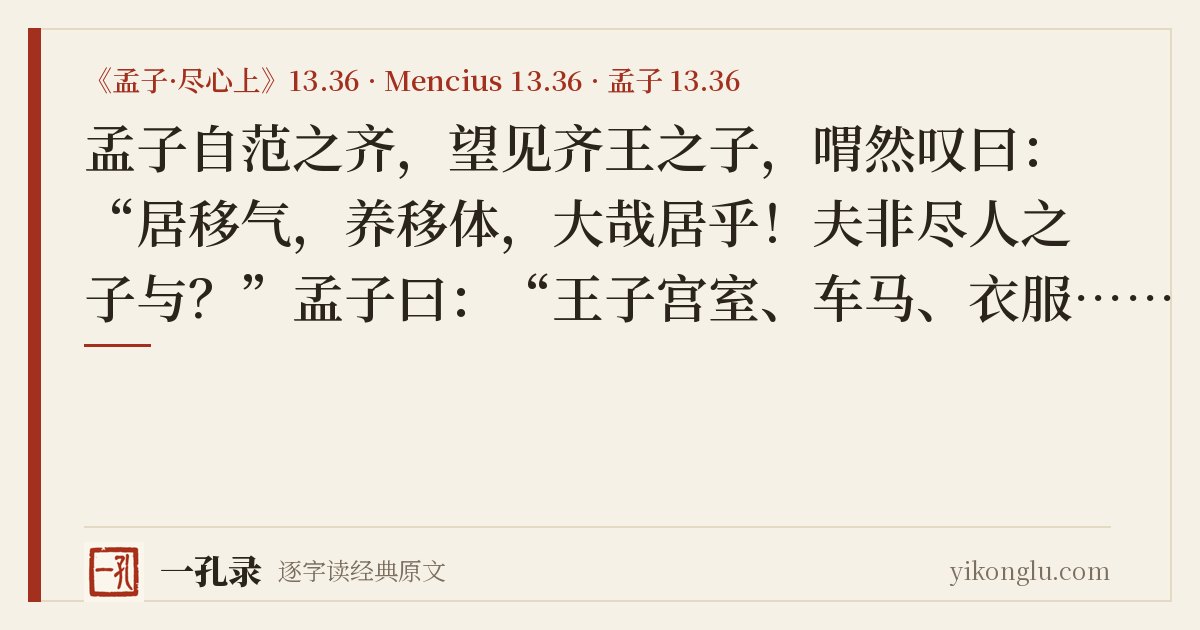 《孟子·尽心上》13.36 · Mencius 13.36 · 孟子 13.36
孟子自范之齐，望见齐王之子，喟然叹曰：
“居移气，养移体，大哉居乎！夫非尽人之
子与？”孟子曰：“王子宫室、车马、衣服……
一孔
一孔录 逐字读经典原文
yikonglu.com